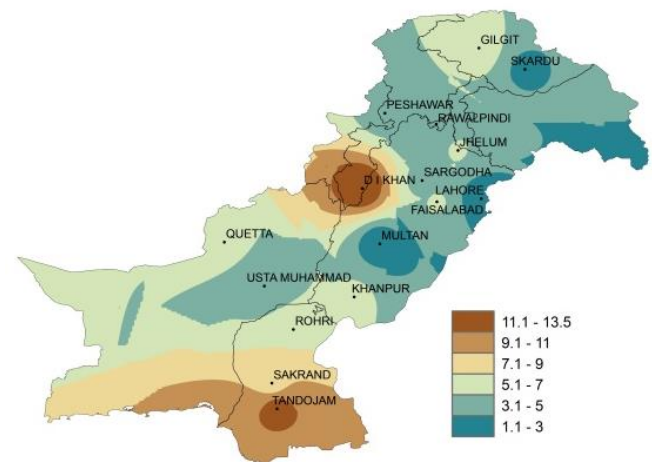 GILGIT
SKARDU
PESHAWAR
RAWALPINDI
JHELUM
D I KHAN
SARGODHA
LAHORE
FAISALABAD
QUETTA
MULTAN
USTA MUHAMMAD
KHANPUR
ROHRI
SAKRAND
TANDOJAM
11.1 - 13.5
9.1 - 11
7.1 - 9
5.1 - 7
3.1 - 5
1.1 - 3